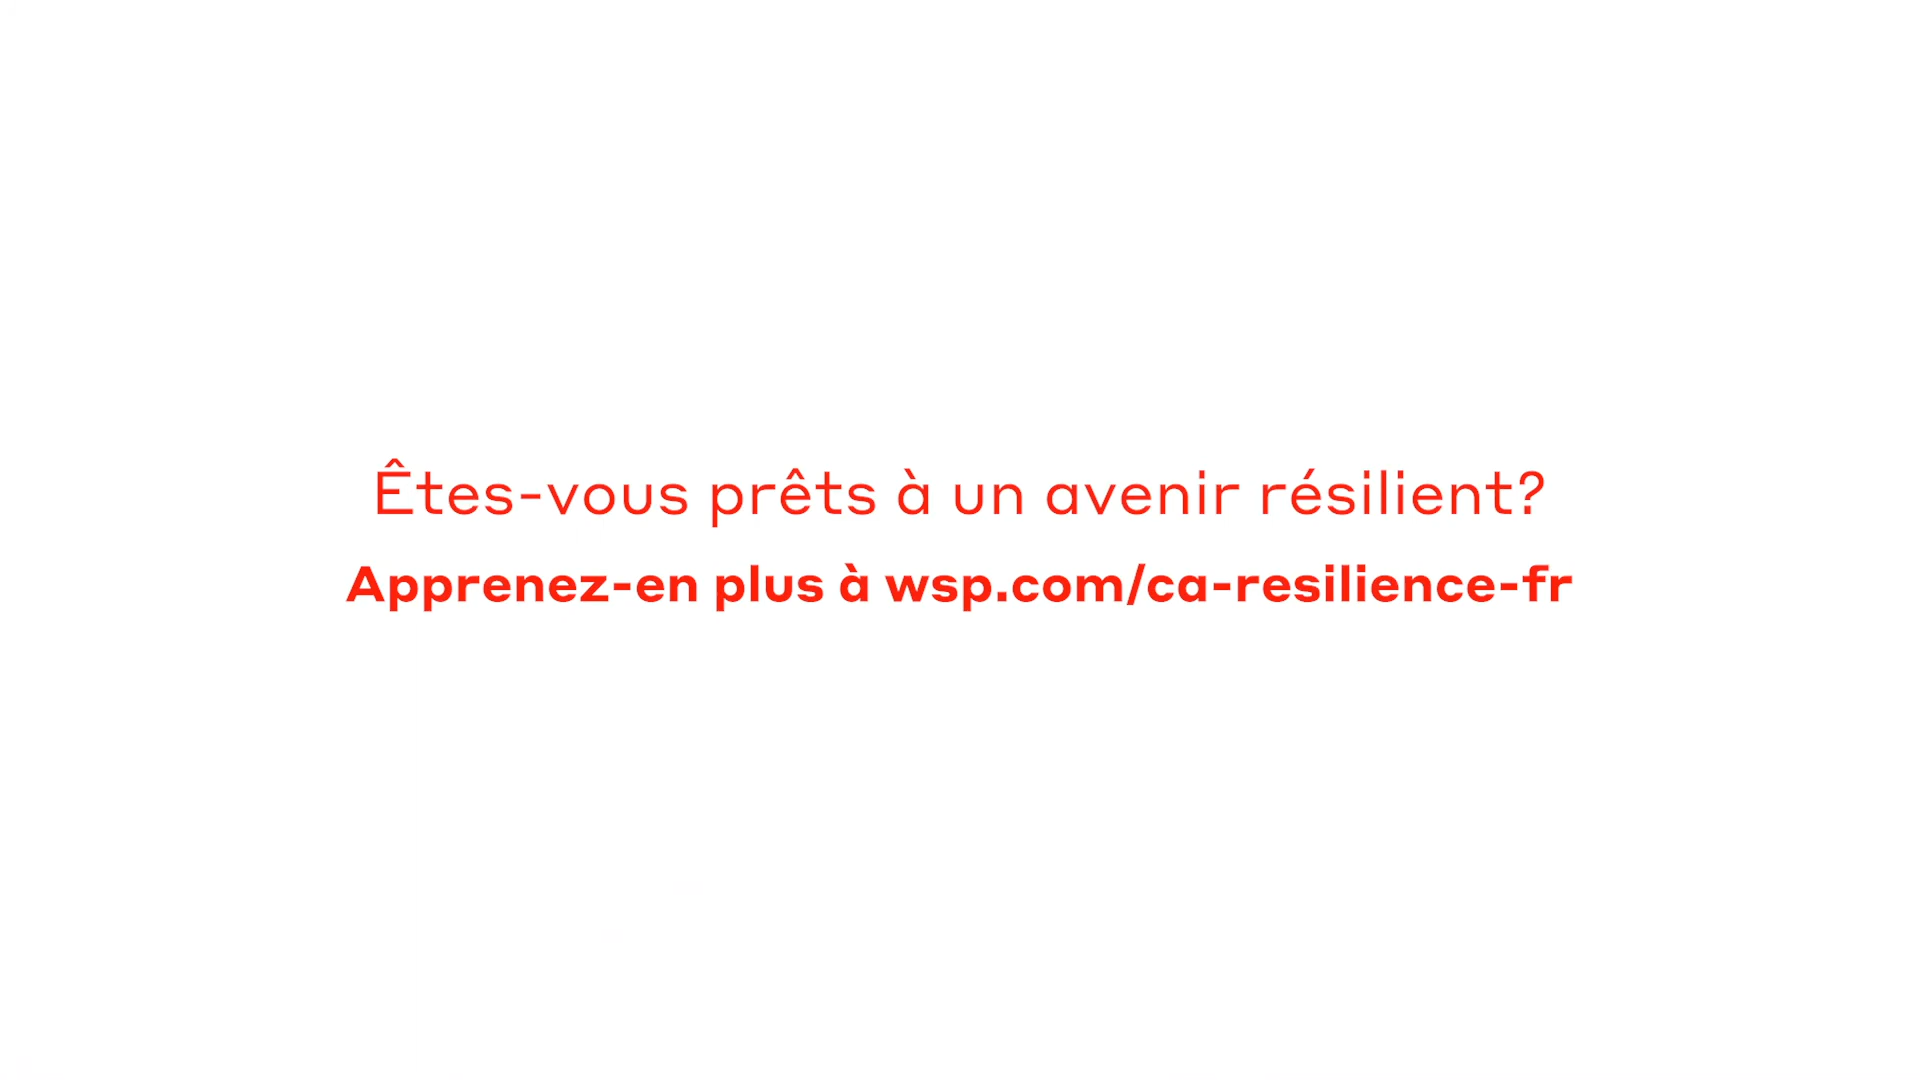 Êtes-vous prêts à un avenir résilient?
Apprenez-en plus à wsp.com/ca-resilience-fr